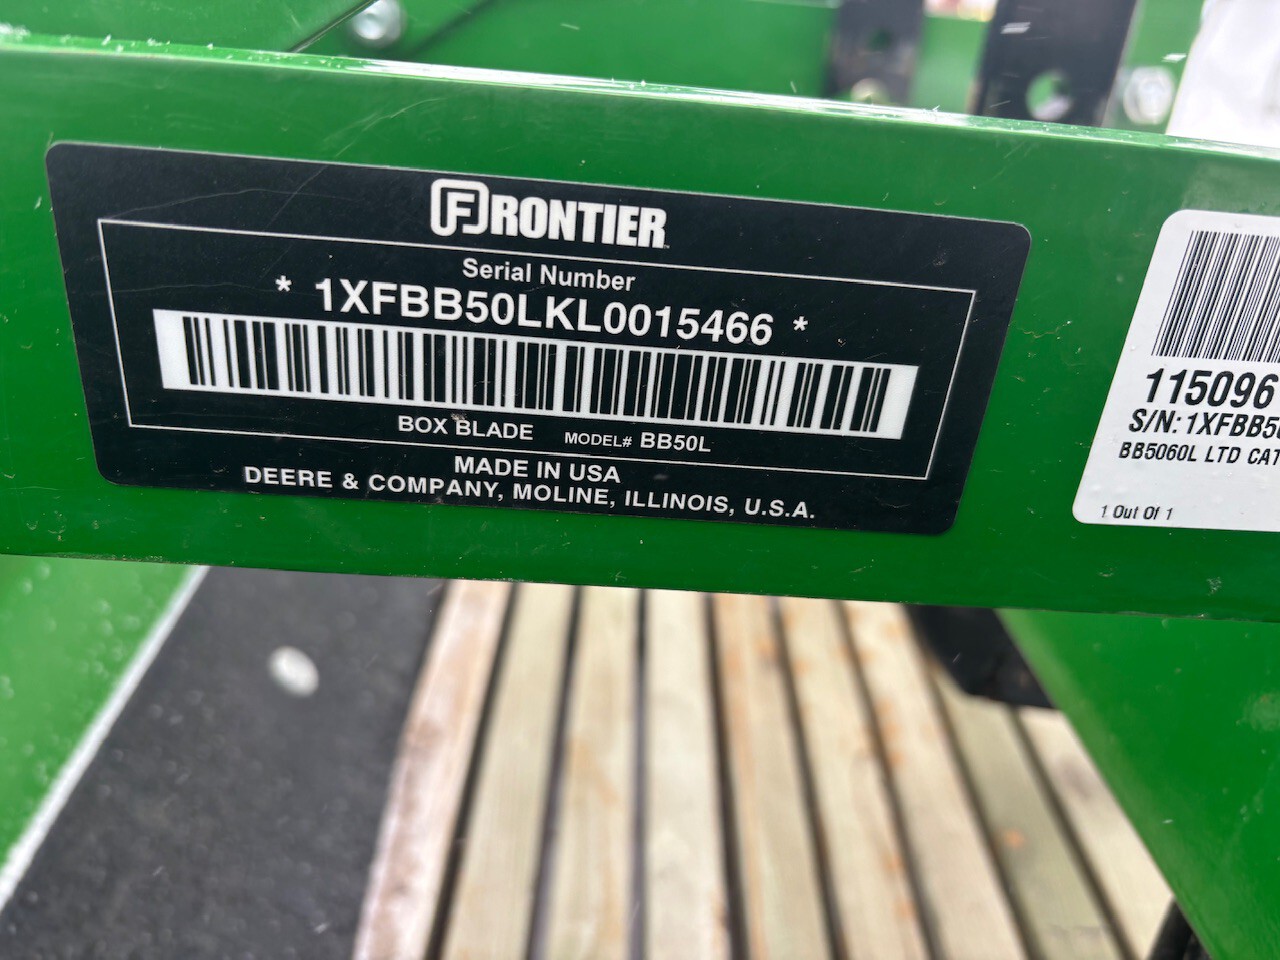 FRONTIER
Serial Number
* 1XFBB50LKL0015466 *
BOX BLADE MODEL# BB50L
MADE IN USA
DEERE & COMPANY, MOLINE, ILLINOIS, U.S.A.
115096
S/N: 1XFBB50
BB5060L LTD CAT
1 Out Of 1